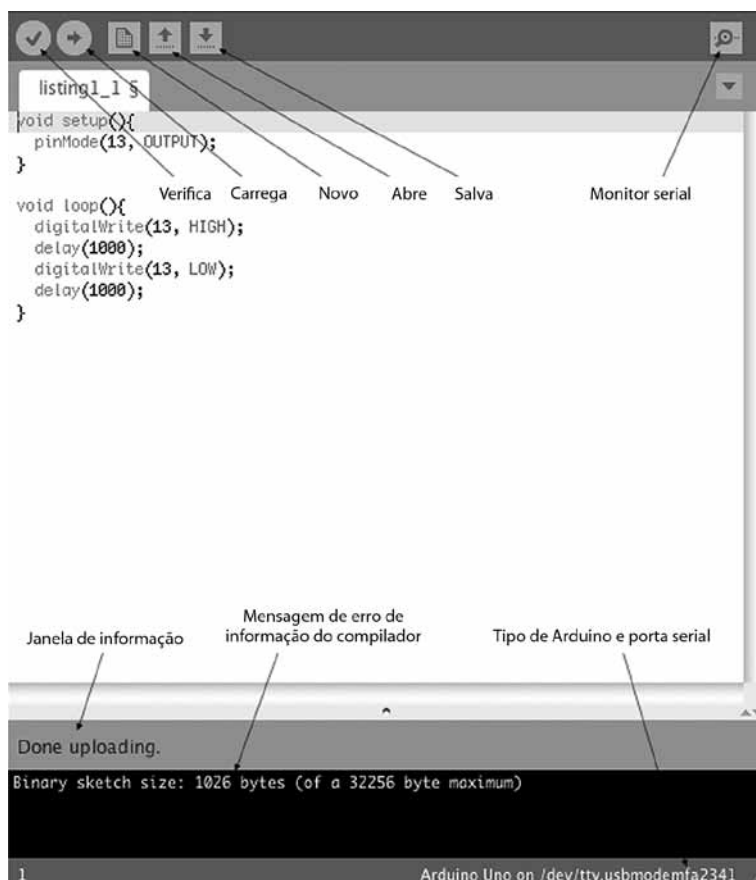 listing1_1 §
void setup(){
  pinMode(13, OUTPUT);
}
Verifica Carrega Novo Abre Salva Monitor serial
void loop(){
  digitalWrite(13, HIGH);
  delay(1000);
  digitalWrite(13, LOW);
  delay(1000);
}
Janela de informação
Mensagem de erro de
informação do compilador
Tipo de Arduino e porta serial
Done uploading.
Binary sketch size: 1026 bytes (of a 32256 byte maximum)
1 Arduino Uno on /dev/tty.usbmodemfa2341